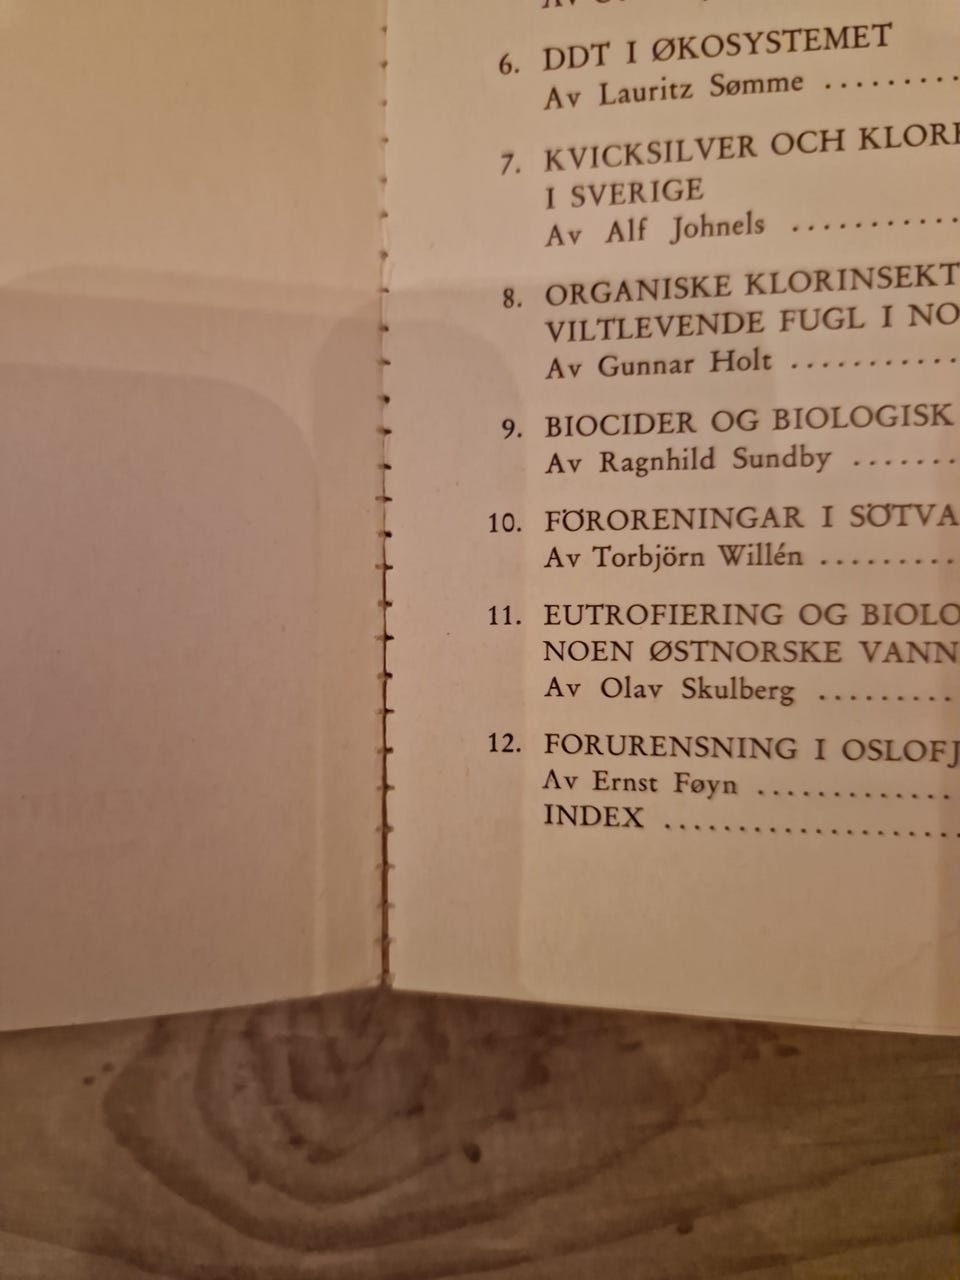 6. DDT I ØKOSYSTEMET
Av Lauritz Sømme .........
7. KVICKSILVER OCH
I SVERIGE
Av Alf Johnels ...........
8. ORGANISKE
VILTLEVENDE FUGL I
Av Gunnar Holt ...........
9. BIOCIDER OG BIOLOGISK
Av Ragnhild Sundby .......
10. FÖRORENINGAR I
Av Torbjörn Willén .........
11. EUTROFIERING OG
NOEN ØSTNORSKE
Av Olav Skulberg .........
12. FORURENSNING I
Av Ernst Føyn .............
INDEX ....................